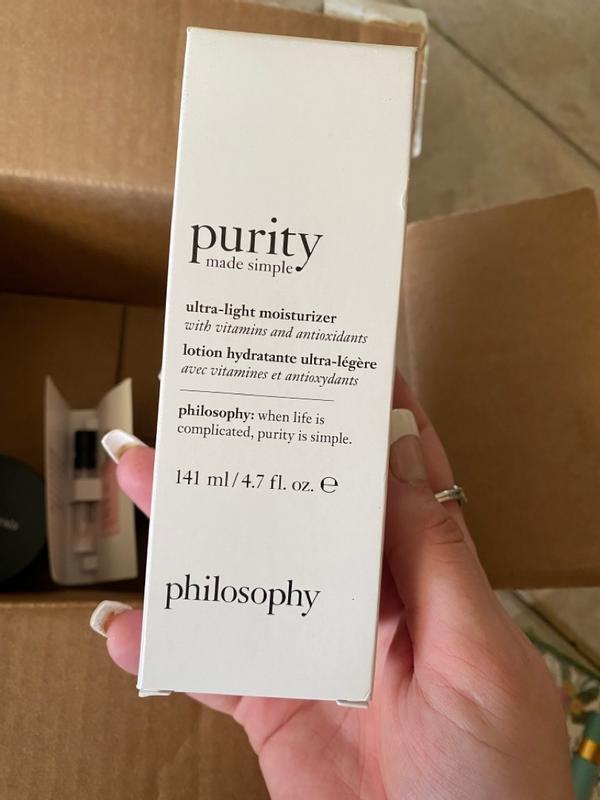 purity
made simple
ultra-light moisturizer
with vitamins and antioxidants
lotion hydratante ultra-légère
avec vitamines et antioxydants
philosophy: when life is
complicated, purity is simple.
141 ml/4.7 fl. oz. ℮
philosophy